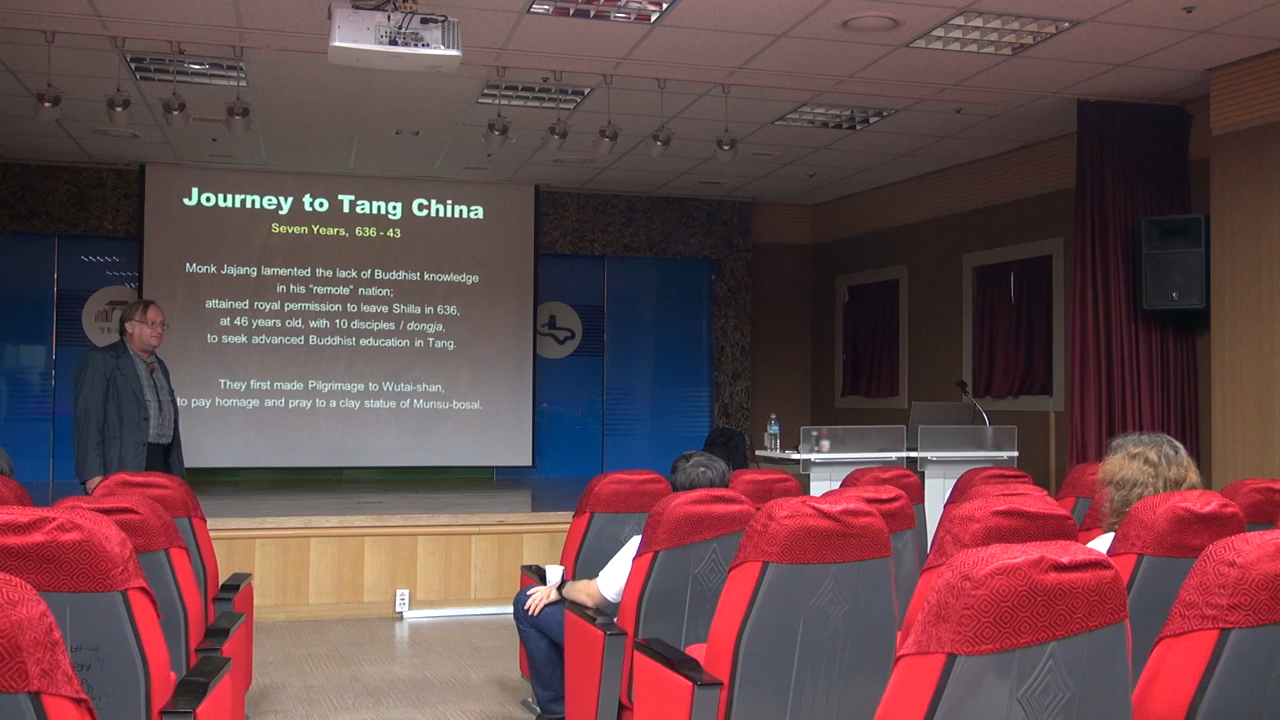 Journey to Tang China
Seven Years, 636 - 43
Monk Jajang lamented the lack of Buddhist knowledge
in his “remote” nation;
attained royal permission to leave Shilla in 636,
at 46 years old, with 10 disciples / dongja,
to seek advanced Buddhist education in Tang.
They first made Pilgrimage to Wutai-shan,
to pay homage and pray to a clay statue of Munsu-bosal.